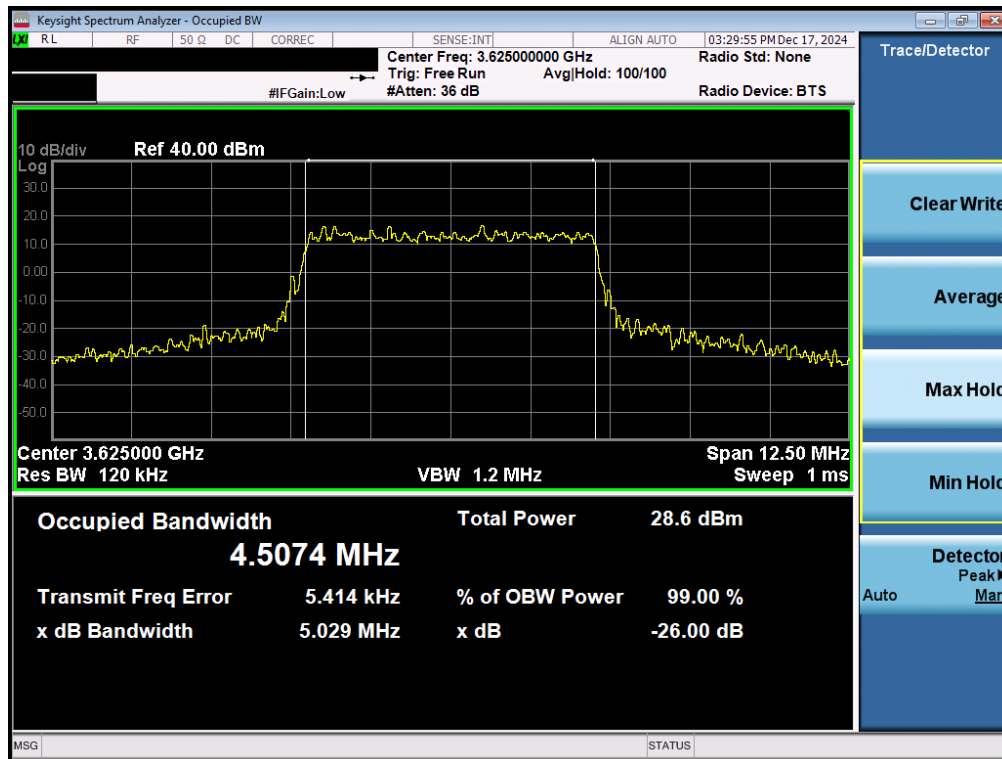 Keysight Spectrum Analyzer - Occupied BW
LXI RL RF 50 Ω DC CORREC SENSE:INT ALIGN AUTO 03:29:55 PM Dec 17, 2024
Center Freq: 3.625000000 GHz Radio Std: None
Trig: Free Run Avg|Hold: 100/100
#IFGain:Low #Atten: 36 dB Radio Device: BTS
10 dB/div Ref 40.00 dBm
Log
30.0
20.0
10.0
0.00
-10.0
-20.0
-30.0
-40.0
-50.0
Center 3.625000 GHz Span 12.50 MHz
Res BW 120 kHz VBW 1.2 MHz Sweep 1 ms
Occupied Bandwidth Total Power 28.6 dBm
4.5074 MHz
Transmit Freq Error 5.414 kHz % of OBW Power 99.00 %
x dB Bandwidth 5.029 MHz x dB -26.00 dB
MSG STATUS
Trace/Detector
Clear Write
Average
Max Hold
Min Hold
Detector
Peak
Auto Man